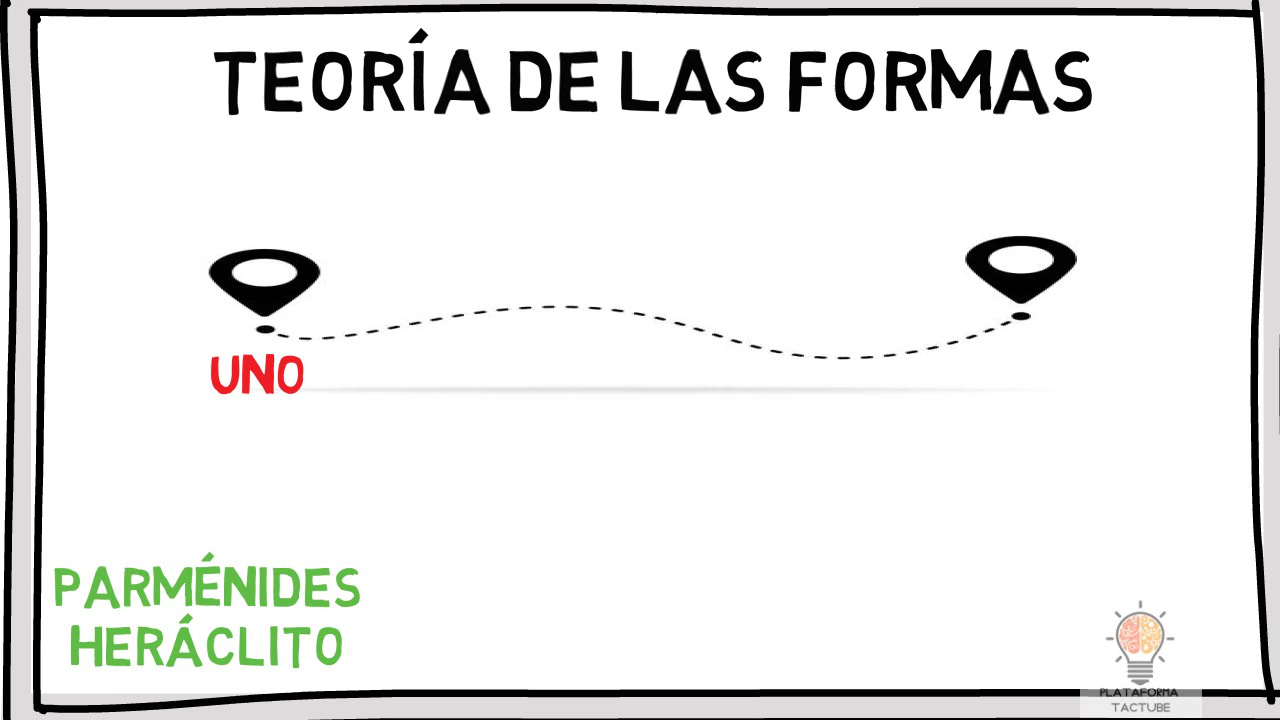 TEORÍA DE LAS FORMAS
UNO
PARMÉNIDES
HERÁCLITO
PLATAFORMA
TACTUBE